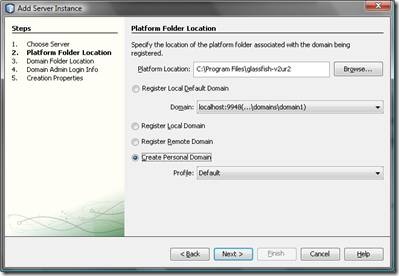 Add Server Instance
Steps
1. Choose Server
2. Platform Folder Location
3. Domain Folder Location
4. Domain Admin Login Info
5. Creation Properties
Platform Folder Location
Specify the location of the platform folder associated with the domain being registered.
Platform Location: C:\Program Files\glassfish-v2ur2 Browse...
Register Local Default Domain
Domain: localhost:9948(...\domains\domain1)
Register Local Domain
Register Remote Domain
Create Personal Domain
Profile: Default
< Back Next > Finish Cancel Help